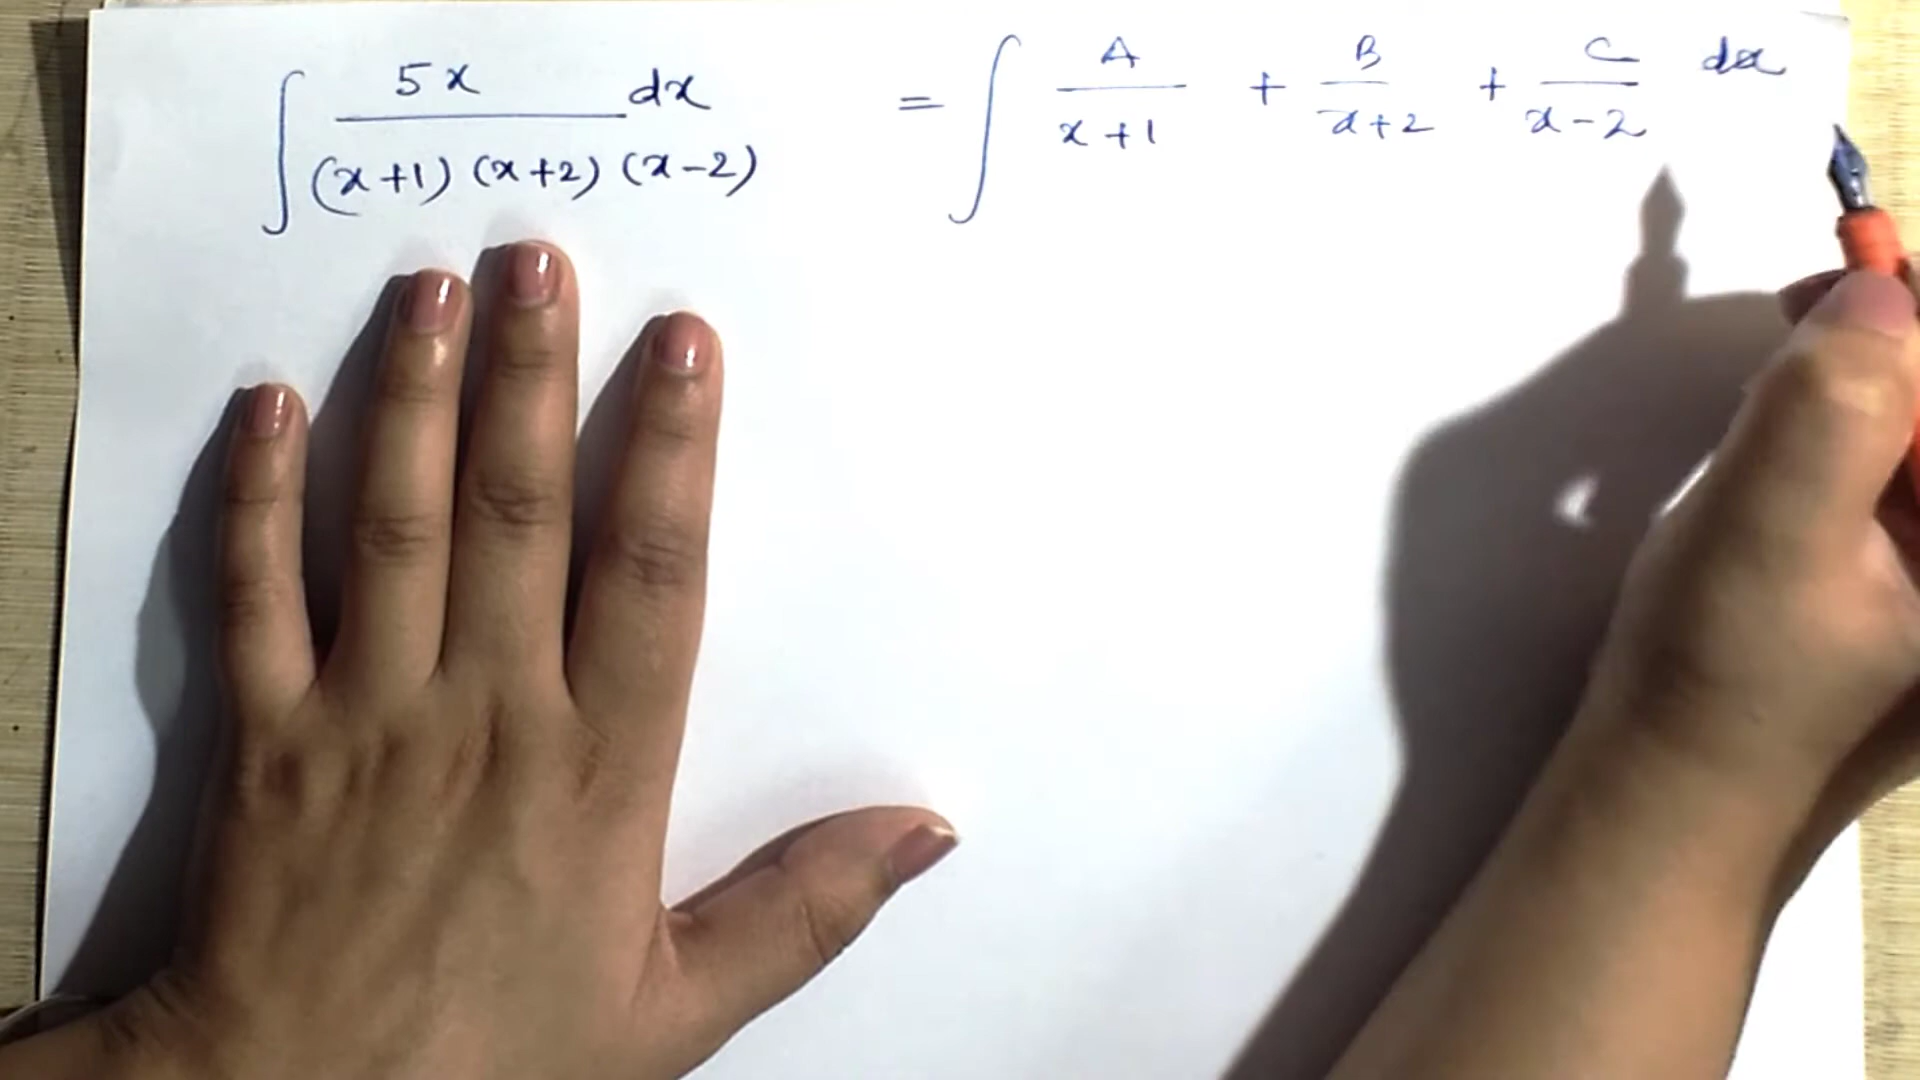 ∫ 5x / (x+1) (x+2) (x-2) dx = ∫ A / x+1 + B / x+2 + C / x-2 dx